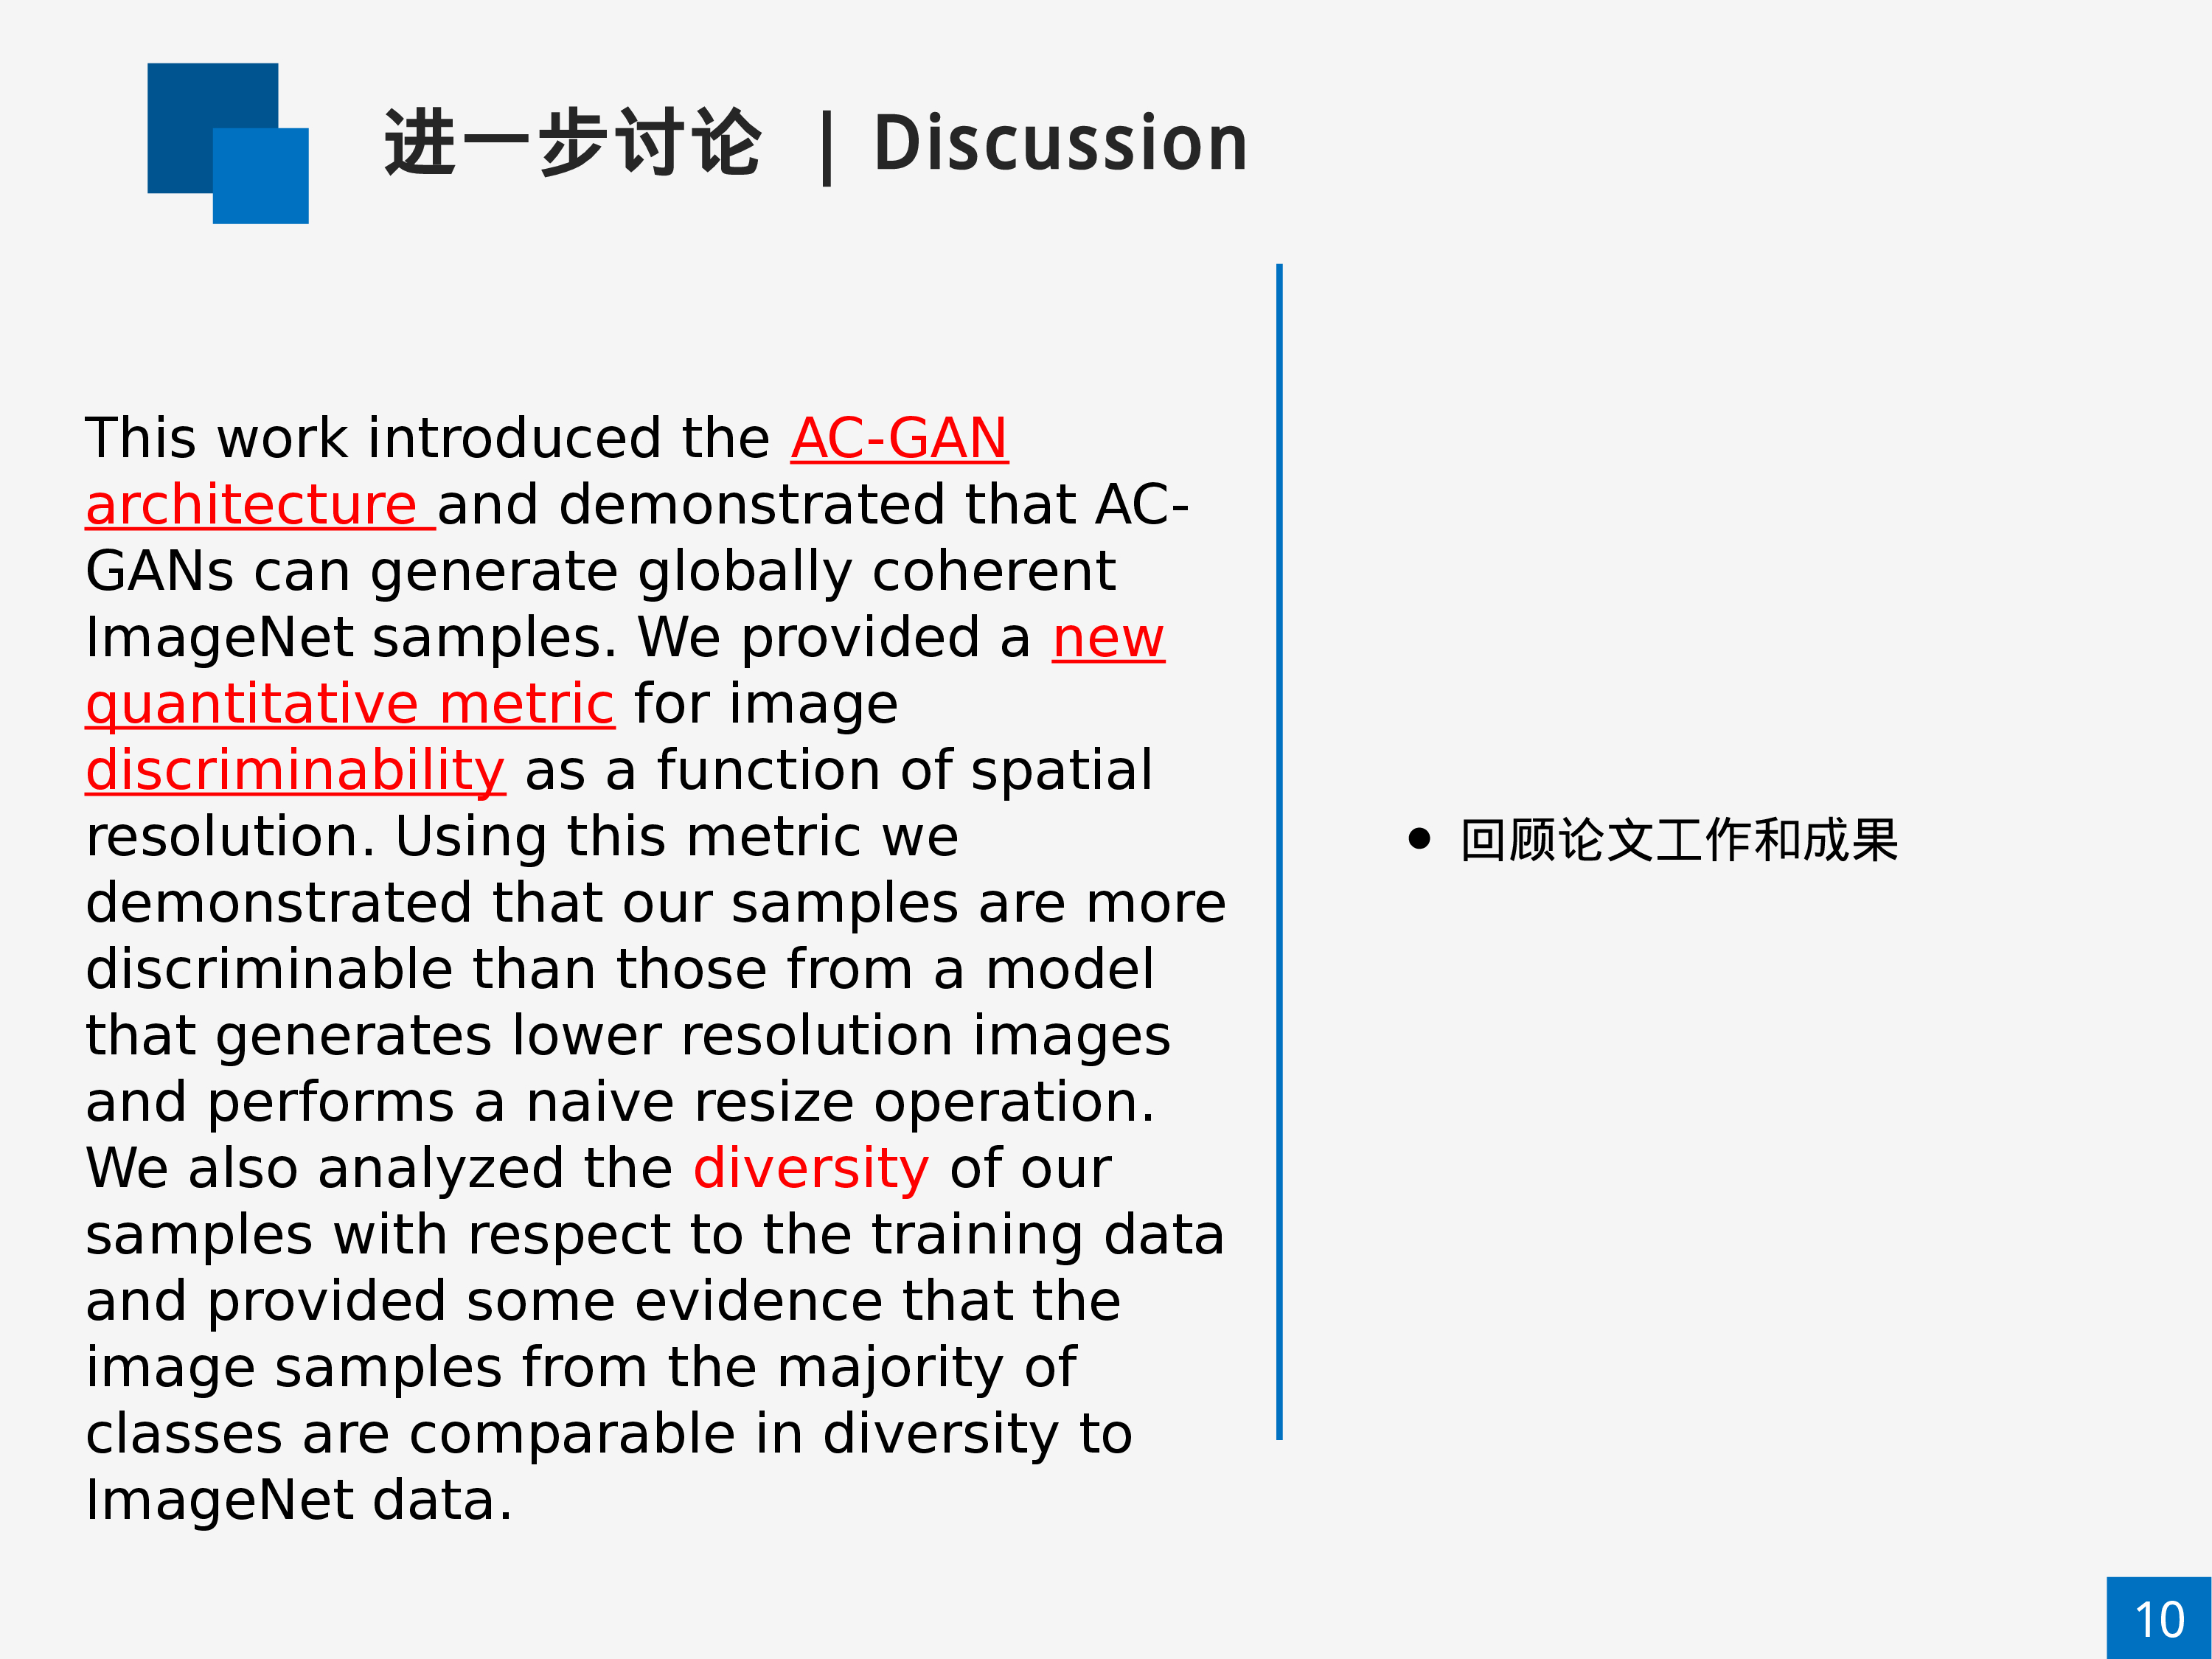 进一步讨论 | Discussion
This work introduced the AC-GAN
architecture and demonstrated that AC-
GANs can generate globally coherent
ImageNet samples. We provided a new
quantitative metric for image
discriminability as a function of spatial
resolution. Using this metric we
demonstrated that our samples are more
discriminable than those from a model
that generates lower resolution images
and performs a naive resize operation.
We also analyzed the diversity of our
samples with respect to the training data
and provided some evidence that the
image samples from the majority of
classes are comparable in diversity to
ImageNet data.
● 回顾论文工作和成果
10